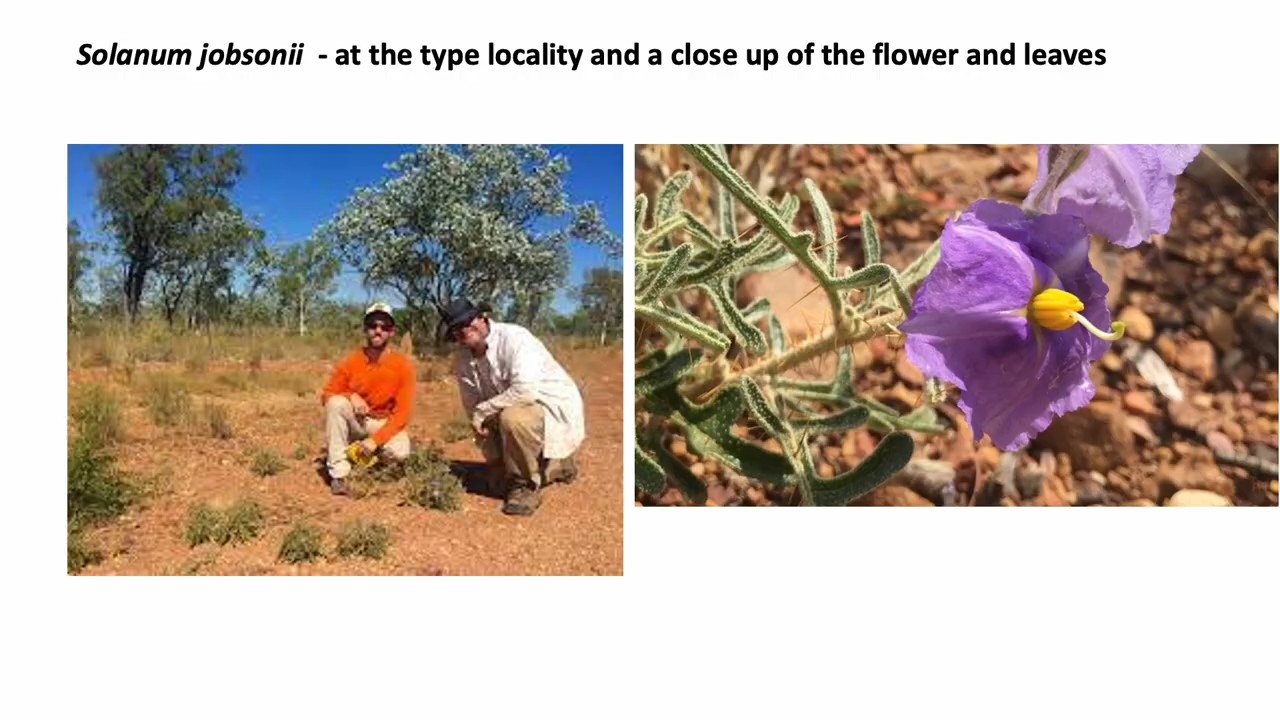 Solanum jobsonii - at the type locality and a close up of the flower and leaves